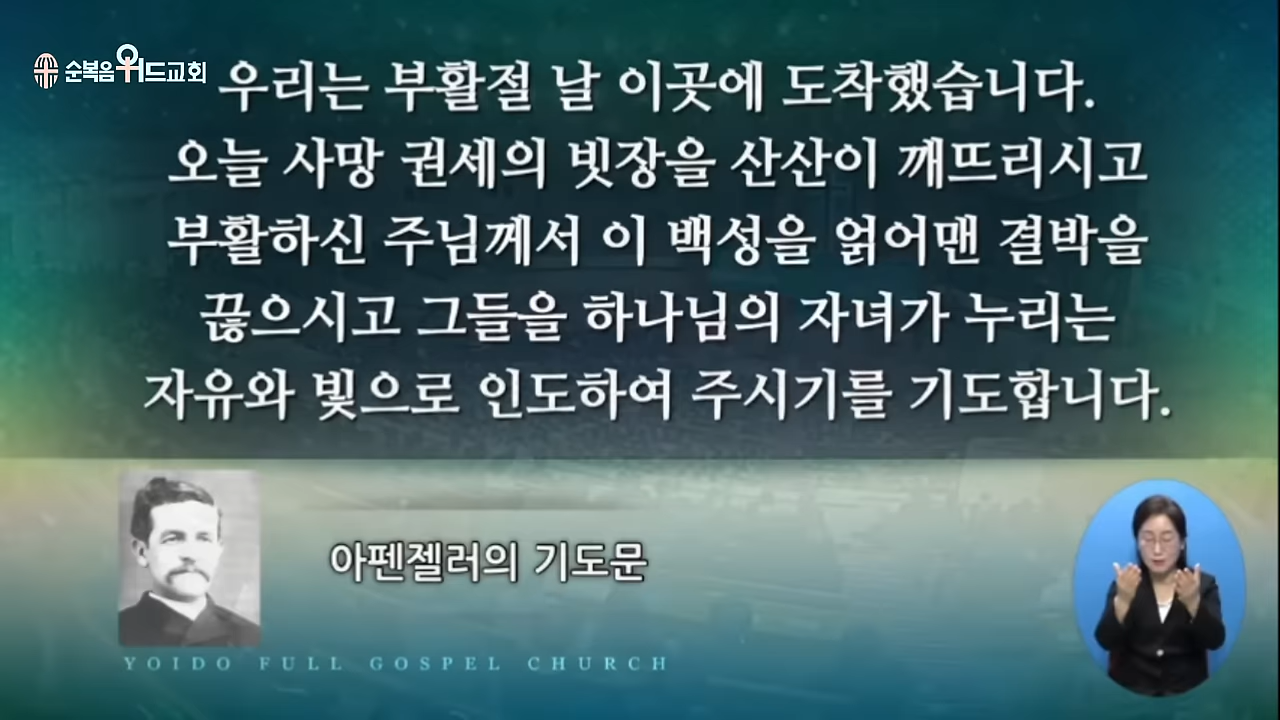 순복음워드교회
우리는 부활절 날 이곳에 도착했습니다.
오늘 사망 권세의 빗장을 산산이 깨뜨리시고
부활하신 주님께서 이 백성을 얽어맨 결박을
끊으시고 그들을 하나님의 자녀가 누리는
자유와 빛으로 인도하여 주시기를 기도합니다.
아펜젤러의 기도문
YOIDO FULL GOSPEL CHURCH